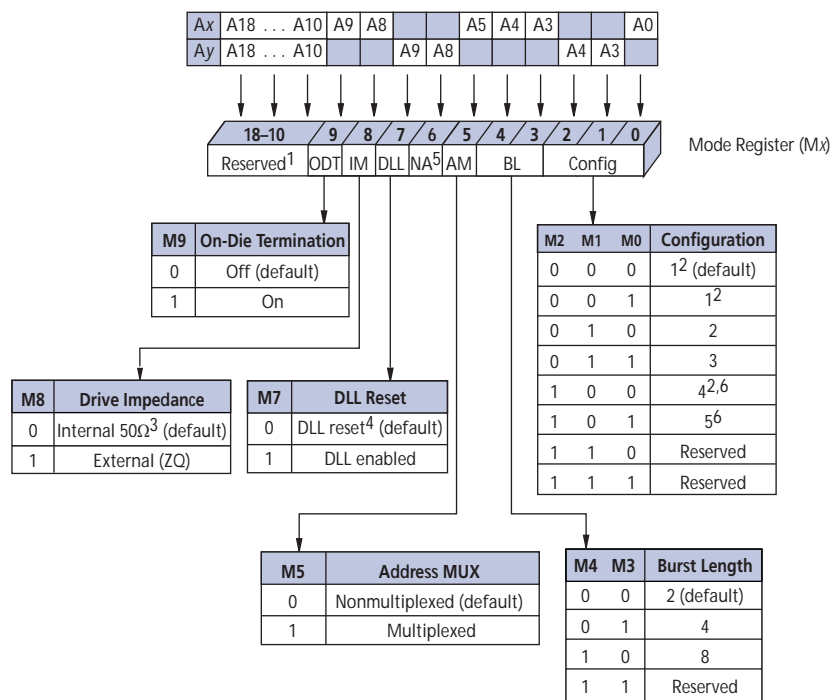 Ax A18 . . . A10 A9 A8 A5 A4 A3 A0
Ay A18 . . . A10 A9 A8 A4 A3
18–10 9 8 7 6 5 4 3 2 1 0
Mode Register (Mx)
Reserved1 ODT IM DLL NA5 AM BL Config
M9 On-Die Termination
0 Off (default)
1 On
M2 M1 M0 Configuration
0 0 0 1² (default)
0 0 1 1²
0 1 0 2
0 1 1 3
1 0 0 4²,⁶
1 0 1 5⁶
1 1 0 Reserved
1 1 1 Reserved
M8 Drive Impedance
0 Internal 50Ω³ (default)
1 External (ZQ)
M7 DLL Reset
0 DLL reset⁴ (default)
1 DLL enabled
M5 Address MUX
0 Nonmultiplexed (default)
1 Multiplexed
M4 M3 Burst Length
0 0 2 (default)
0 1 4
1 0 8
1 1 Reserved